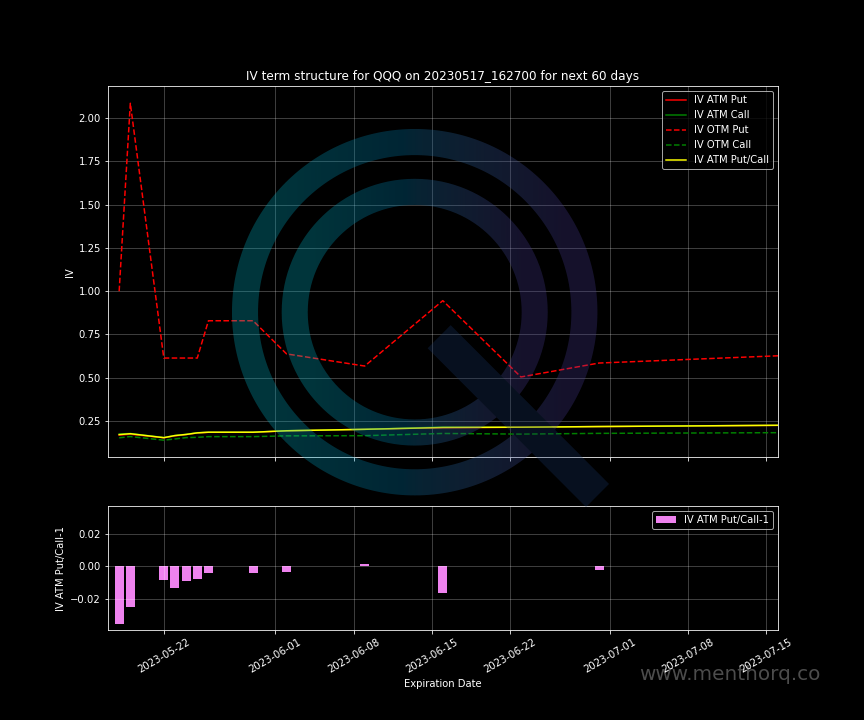 IV term structure for QQQ on 20230517_162700 for next 60 days
IV ATM Put
IV ATM Call
IV OTM Put
IV OTM Call
IV ATM Put/Call
2.00
1.75
1.50
1.25
1.00
0.75
0.50
0.25
IV
IV ATM Put/Call-1
0.02
0.00
−0.02
IV ATM Put/Call-1
2023-05-22
2023-06-01
2023-06-08
2023-06-15
2023-06-22
2023-07-01
2023-07-08
2023-07-15
Expiration Date
www.menthorq.co